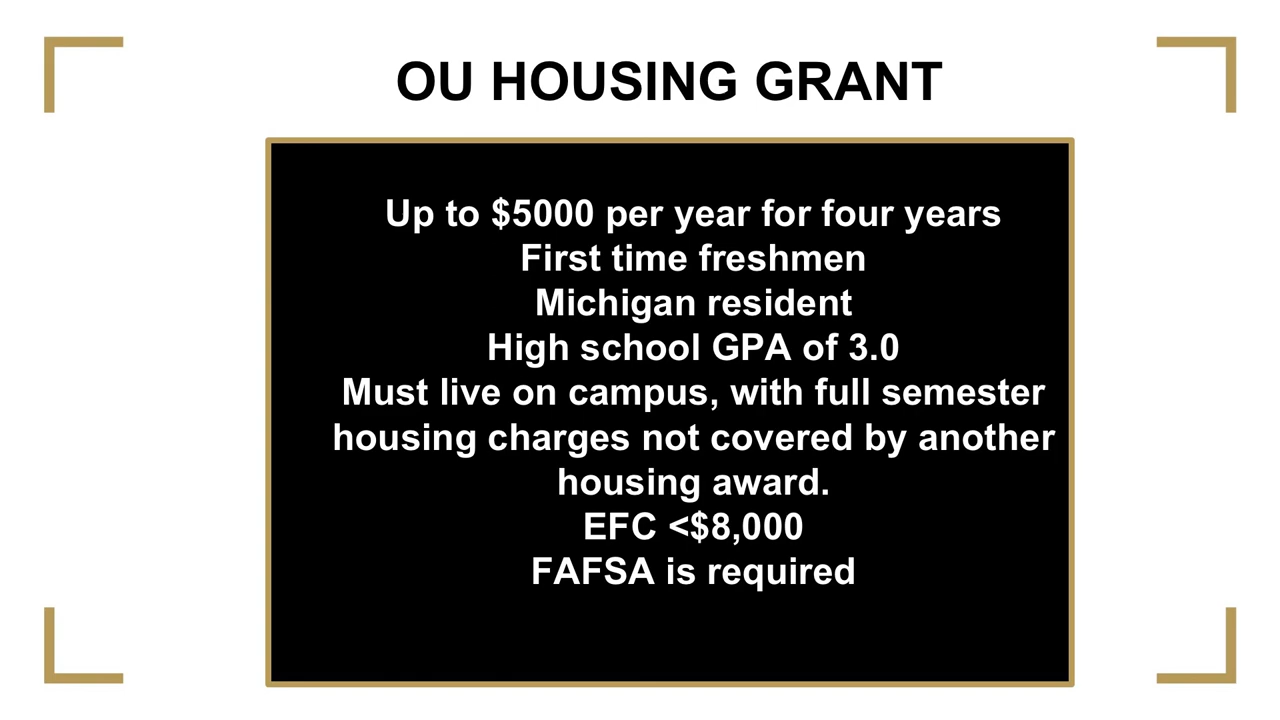 OU HOUSING GRANT
Up to $5000 per year for four years
First time freshmen
Michigan resident
High school GPA of 3.0
Must live on campus, with full semester
housing charges not covered by another
housing award.
EFC <$8,000
FAFSA is required